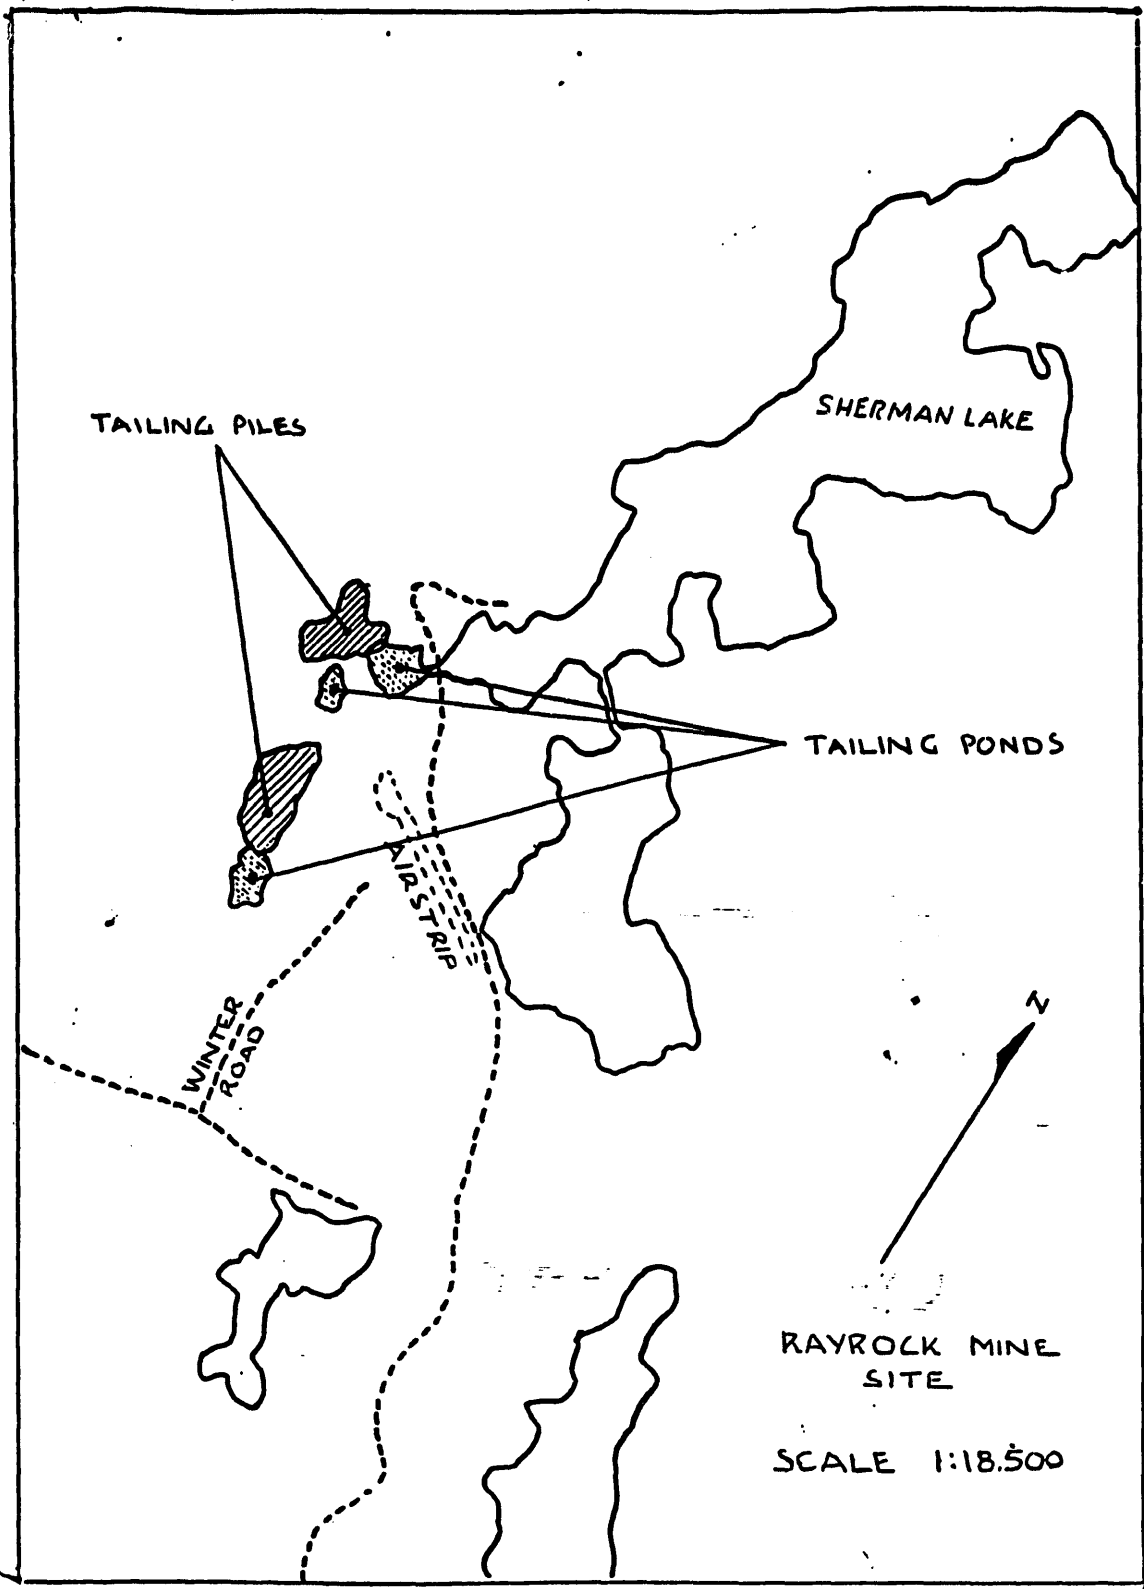 SHERMAN LAKE
TAILING PILES
TAILING PONDS
AIRSTRIP
WINTER
ROAD
N
RAYROCK MINE
SITE
SCALE 1:18.500